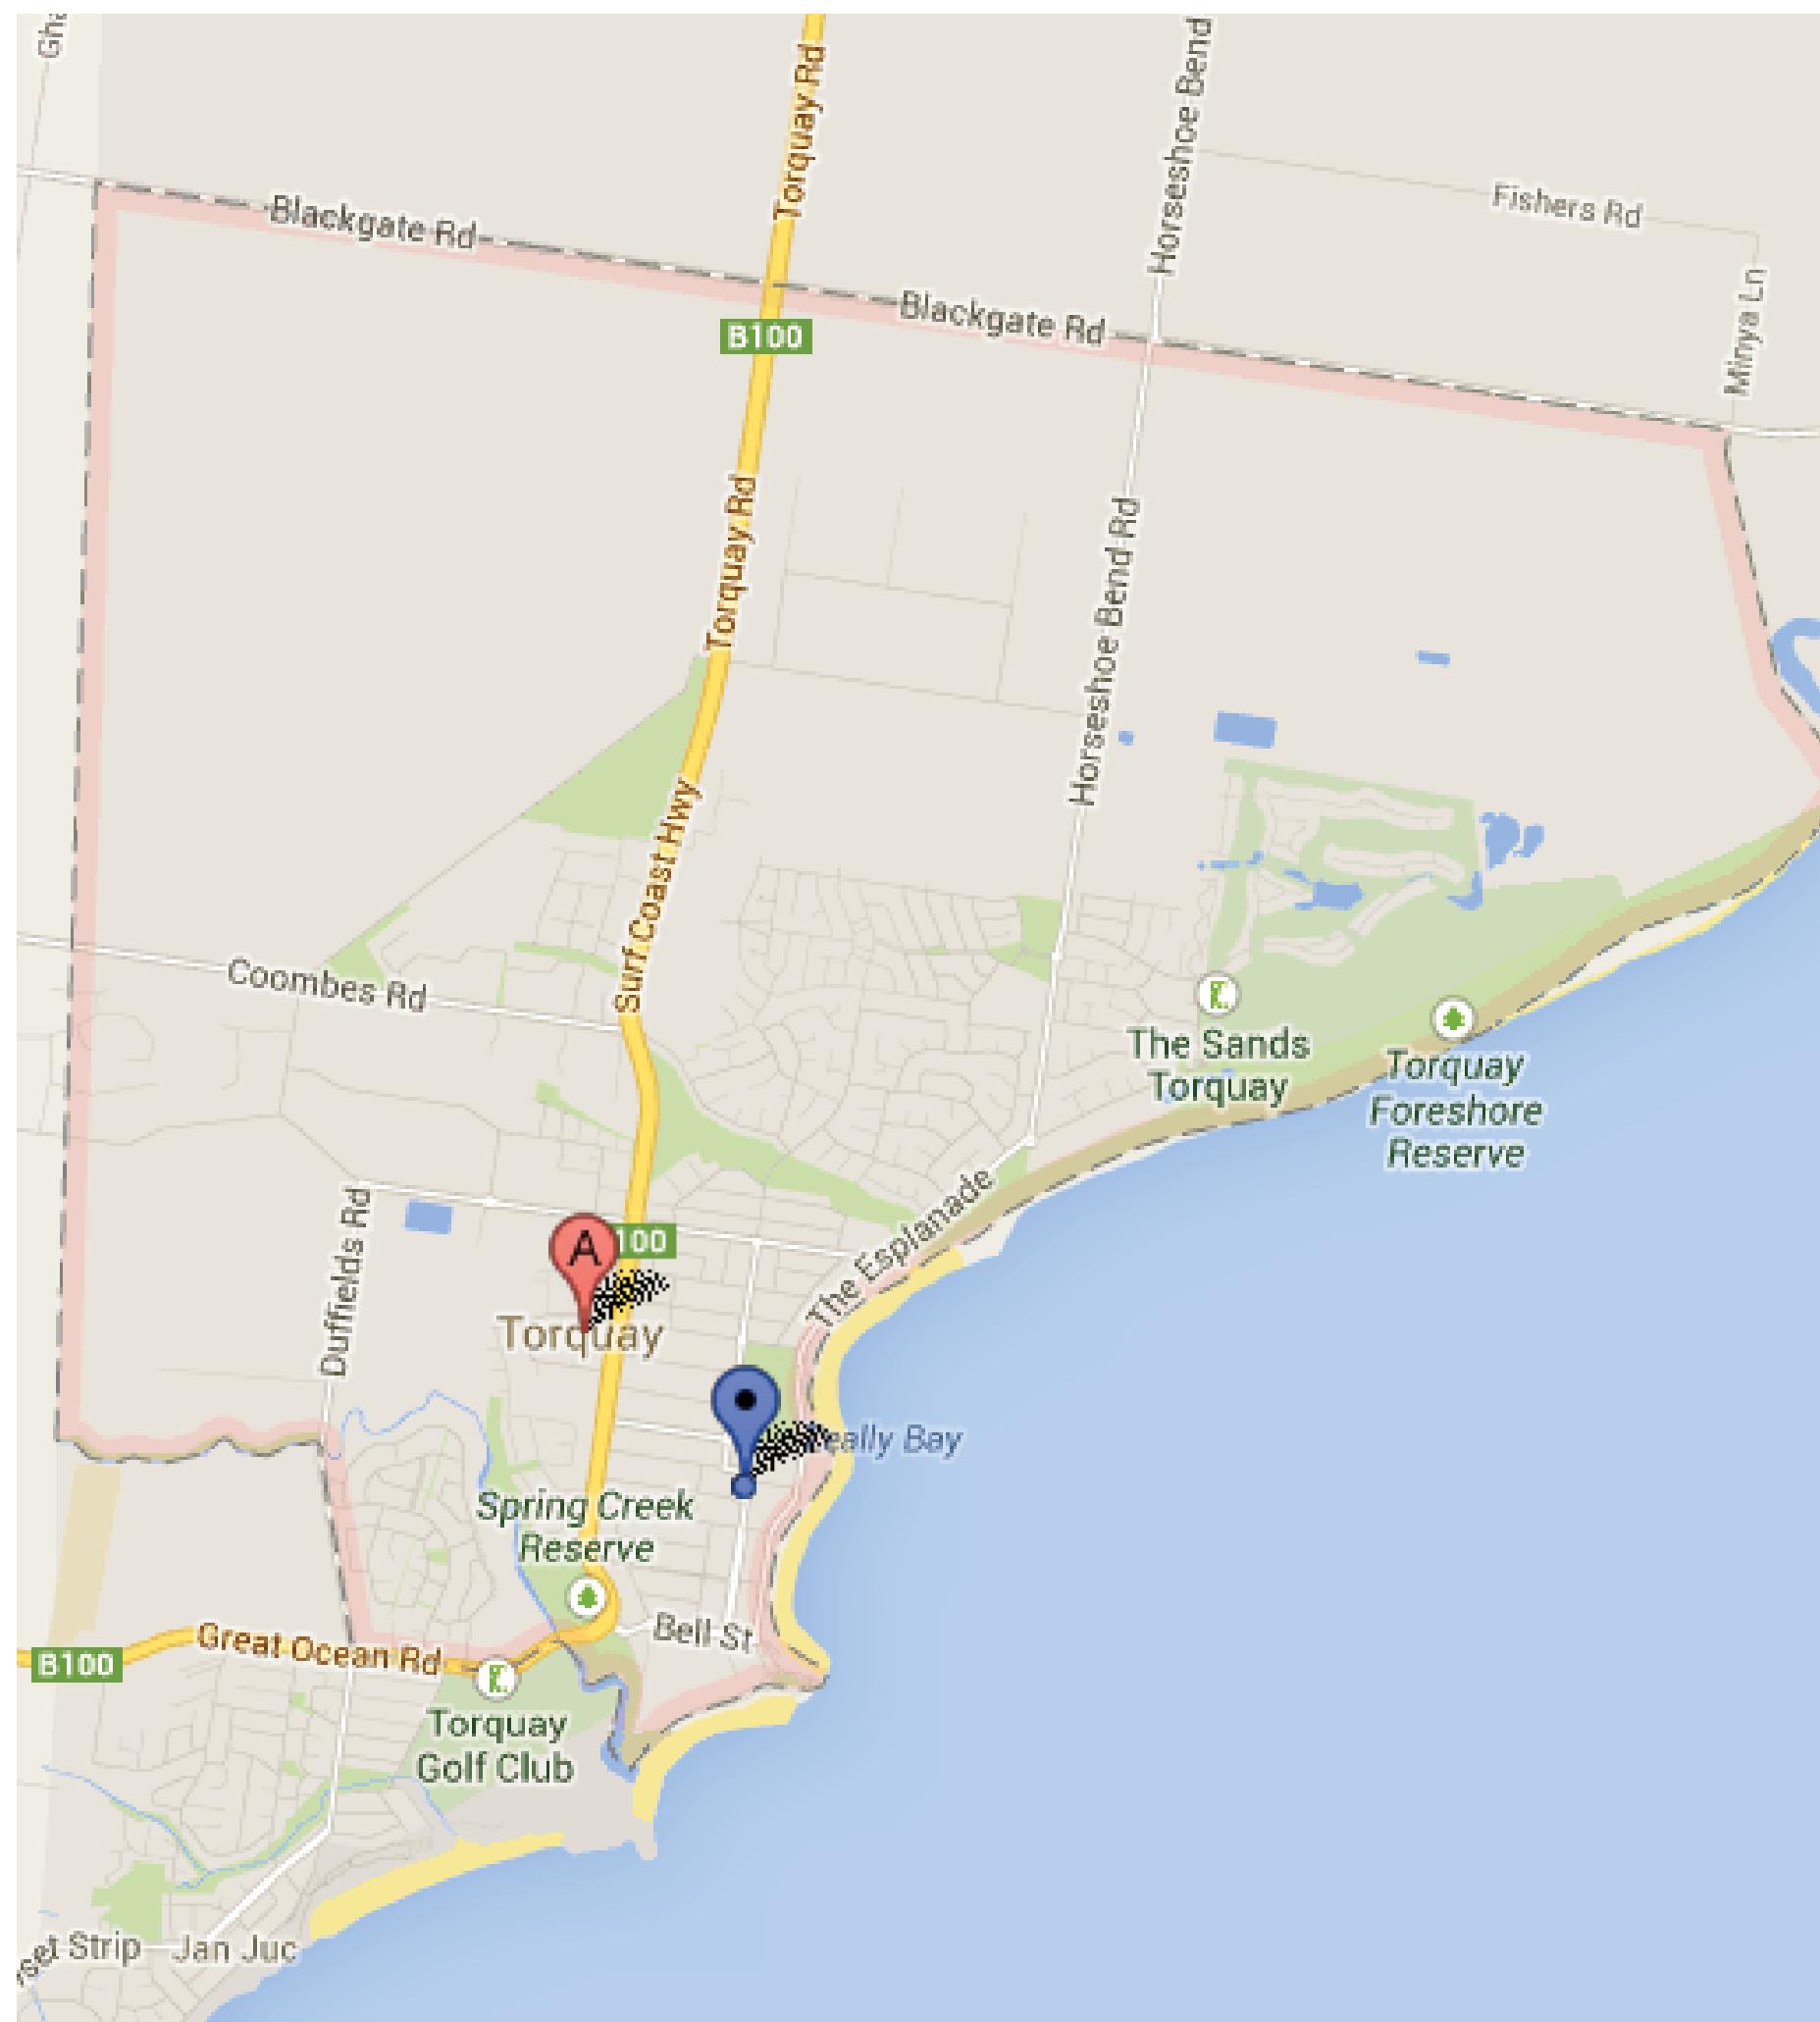 Torquay Rd
Horseshoe Bend
Fishers Rd
Blackgate Rd
Blackgate Rd
Minya Ln
B100
Torquay Rd
Horseshoe Bend Rd
Surf Coast Hwy
Coombes Rd
The Sands
Torquay
Torquay
Foreshore
Reserve
Duffields Rd
The Esplanade
100
A
Torquay
eally Bay
Spring Creek
Reserve
Bell St
Great Ocean Rd
B100
Torquay
Golf Club
set Strip
Jan Juc